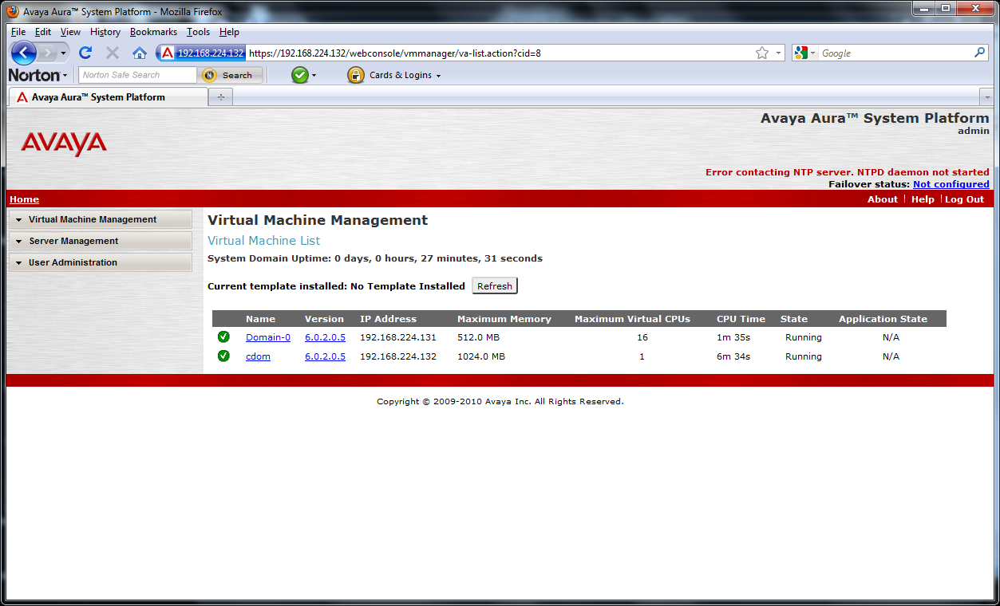 Avaya Aura™ System Platform - Mozilla Firefox
File Edit View History Bookmarks Tools Help
192.168.224.132 https://192.168.224.132/webconsole/vmmanager/va-list.action?cid=8 Google
Norton Norton Safe Search Search Cards & Logins
Avaya Aura™ System Platform
Avaya Aura™ System Platform
admin
AVAYA
Error contacting NTP server. NTPD daemon not started
Failover status: Not configured
Home About Help Log Out
Virtual Machine Management
Server Management
User Administration
Virtual Machine Management
Virtual Machine List
System Domain Uptime: 0 days, 0 hours, 27 minutes, 31 seconds
Current template installed: No Template Installed Refresh
Name Version IP Address Maximum Memory Maximum Virtual CPUs CPU Time State Application State
Domain-0 6.0.2.0.5 192.168.224.131 512.0 MB 16 1m 35s Running N/A
cdom 6.0.2.0.5 192.168.224.132 1024.0 MB 1 6m 34s Running N/A
Copyright © 2009-2010 Avaya Inc. All Rights Reserved.